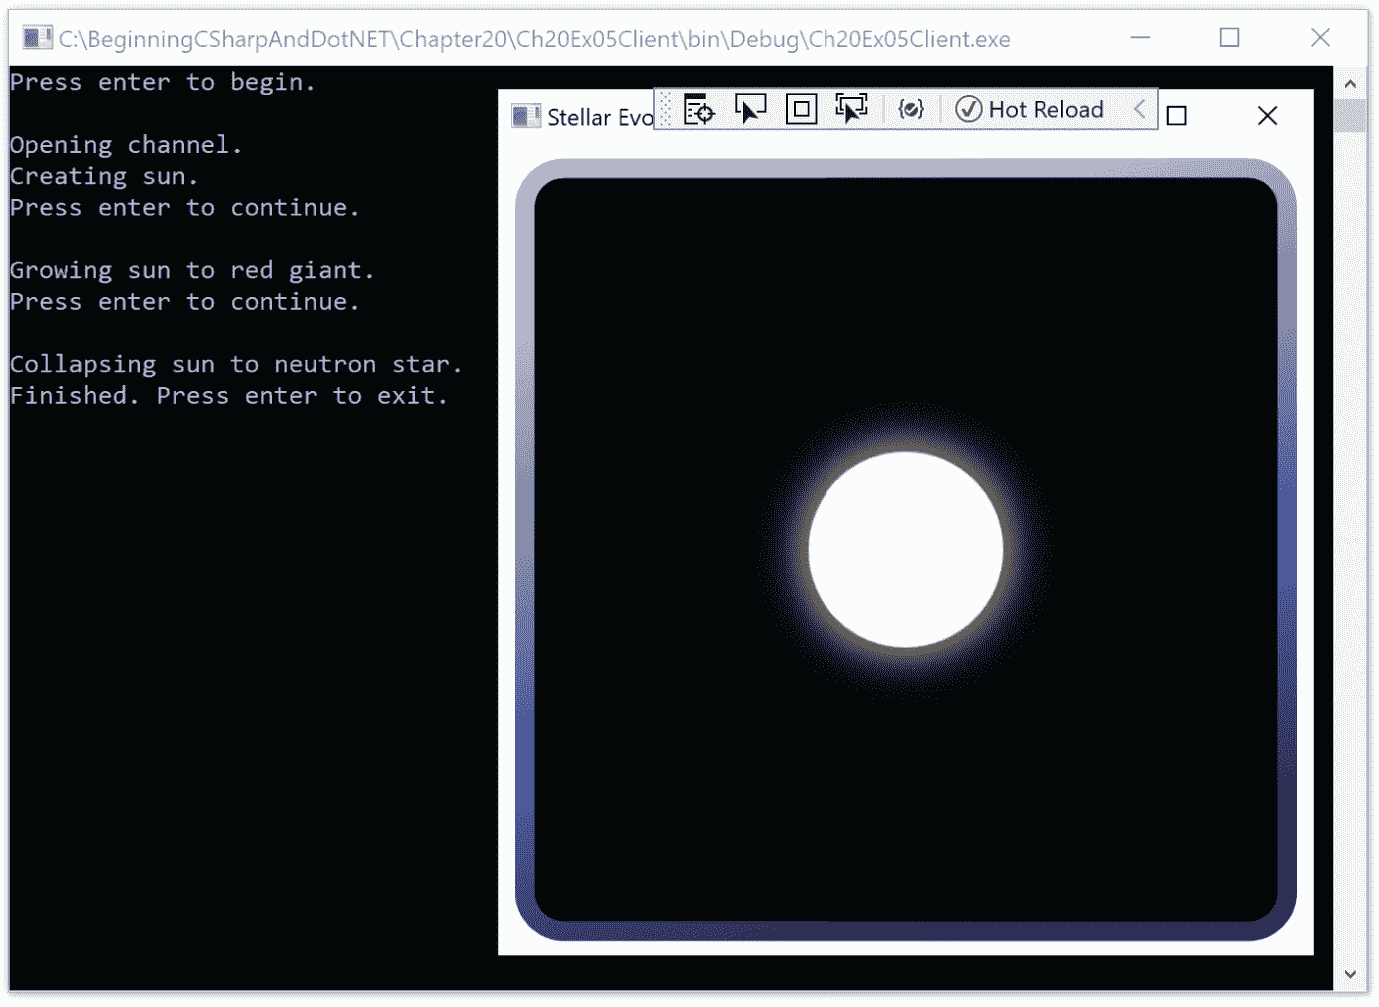 C:\BeginningCSharpAndDotNET\Chapter20\Ch20Ex05Client\bin\Debug\Ch20Ex05Client.exe
Press enter to begin.
Opening channel.
Creating sun.
Press enter to continue.
Growing sun to red giant.
Press enter to continue.
Collapsing sun to neutron star.
Finished. Press enter to exit.
Stellar Evo
Hot Reload